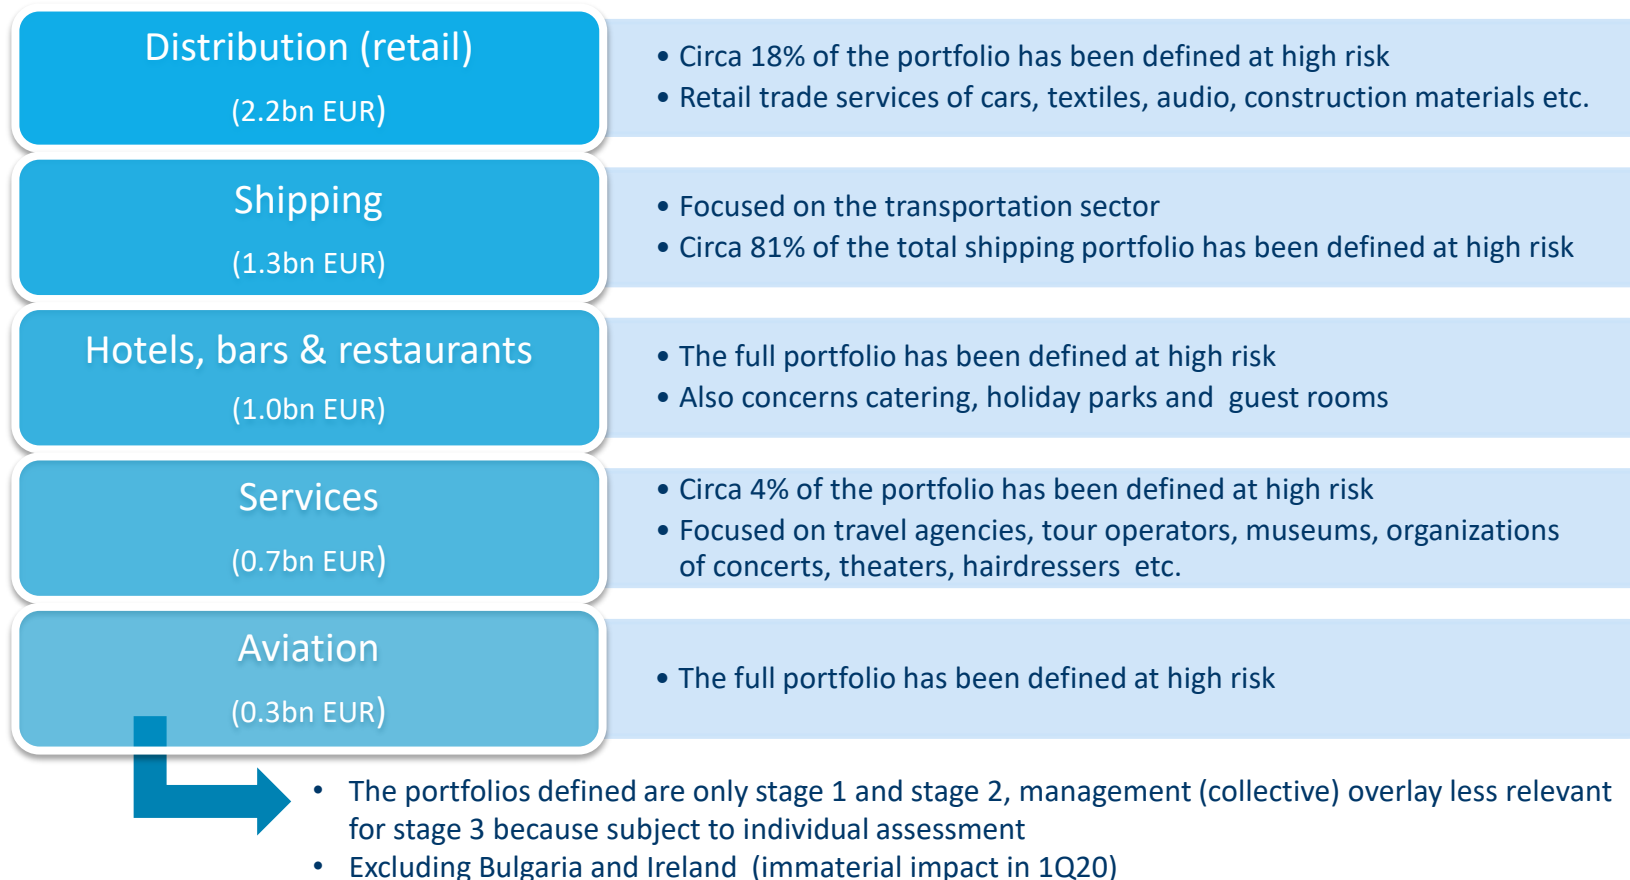 Distribution (retail)
(2.2bn EUR)
• Circa 18% of the portfolio has been defined at high risk
• Retail trade services of cars, textiles, audio, construction materials etc.
Shipping
(1.3bn EUR)
• Focused on the transportation sector
• Circa 81% of the total shipping portfolio has been defined at high risk
Hotels, bars & restaurants
(1.0bn EUR)
• The full portfolio has been defined at high risk
• Also concerns catering, holiday parks and guest rooms
Services
(0.7bn EUR)
• Circa 4% of the portfolio has been defined at high risk
• Focused on travel agencies, tour operators, museums, organizations
of concerts, theaters, hairdressers etc.
Aviation
(0.3bn EUR)
• The full portfolio has been defined at high risk
• The portfolios defined are only stage 1 and stage 2, management (collective) overlay less relevant
for stage 3 because subject to individual assessment
• Excluding Bulgaria and Ireland (immaterial impact in 1Q20)